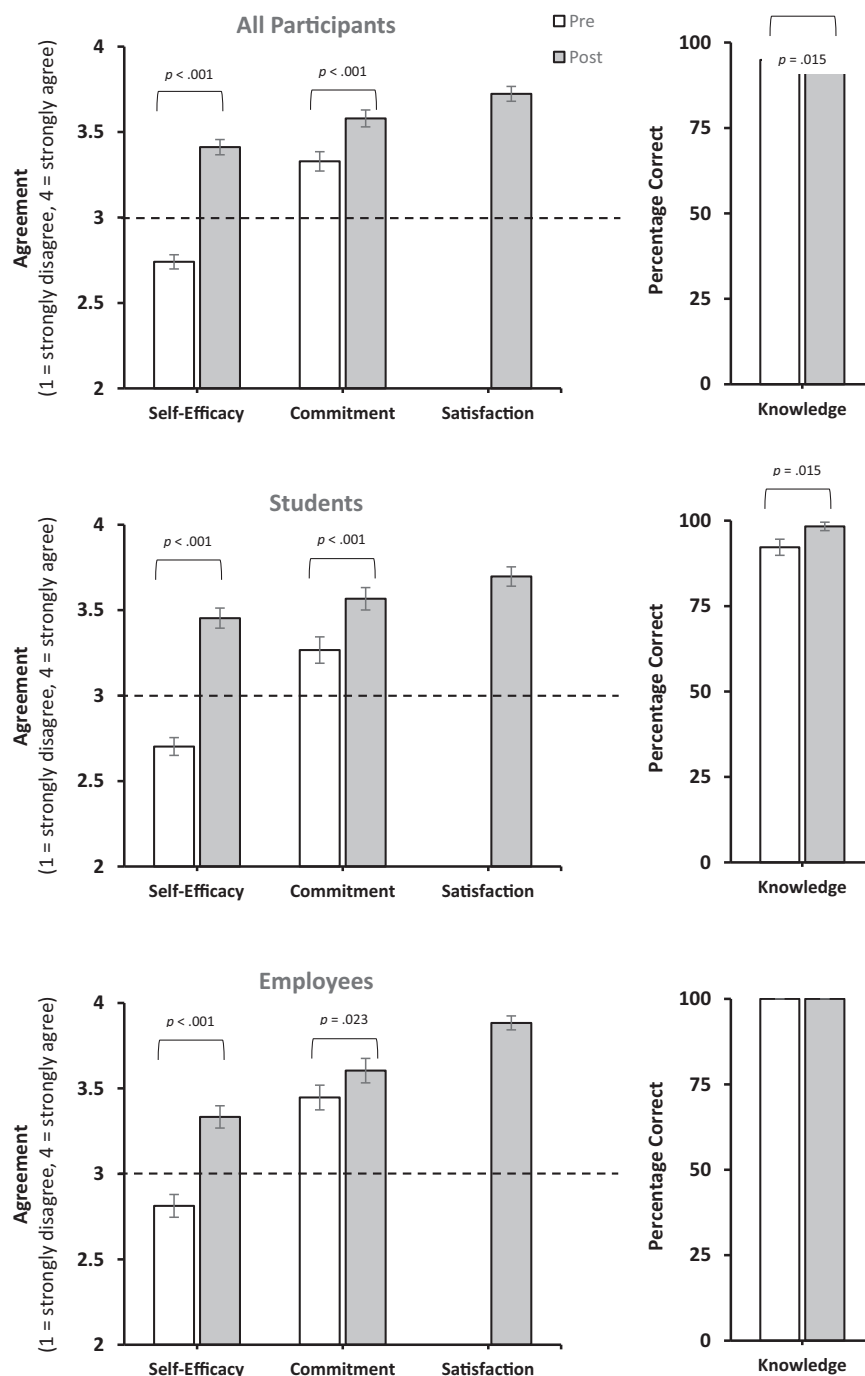 All Participants
Pre
Post
Agreement
(1 = strongly disagree, 4 = strongly agree)
4
3.5
3
2.5
2
p < .001
p < .001
Self-Efficacy
Commitment
Satisfaction
Percentage Correct
100
75
50
25
0
p = .015
Knowledge
Students
Agreement
(1 = strongly disagree, 4 = strongly agree)
4
3.5
3
2.5
2
p < .001
p < .001
Self-Efficacy
Commitment
Satisfaction
Percentage Correct
100
75
50
25
0
p = .015
Knowledge
Employees
Agreement
(1 = strongly disagree, 4 = strongly agree)
4
3.5
3
2.5
2
p < .001
p = .023
Self-Efficacy
Commitment
Satisfaction
Percentage Correct
100
75
50
25
0
Knowledge